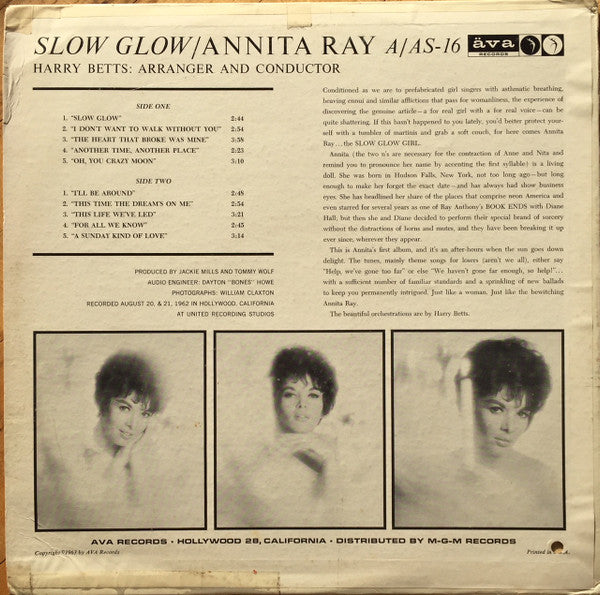 SLOW GLOW/ANNITA RAY A/AS-16 äva
RECORDS
HARRY BETTS: ARRANGER AND CONDUCTOR
SIDE ONE
1. "SLOW GLOW" 2:44
2. "I DON'T WANT TO WALK WITHOUT YOU" 2:54
3. "THE HEART THAT BROKE WAS MINE" 3:38
4. "ANOTHER TIME, ANOTHER PLACE" 2:23
5. "OH, YOU CRAZY MOON" 3:10
SIDE TWO
1. "I'LL BE AROUND" 2:48
2. "THIS TIME THE DREAM'S ON ME" 2:54
3. "THIS LIFE WE'VE LED" 3:21
4. "FOR ALL WE KNOW" 2:45
5. "A SUNDAY KIND OF LOVE" 3:14
PRODUCED BY JACKIE MILLS AND TOMMY WOLF
AUDIO ENGINEER: DAYTON "BONES" HOWE
PHOTOGRAPHS: WILLIAM CLAXTON
RECORDED AUGUST 20, & 21, 1962 IN HOLLYWOOD, CALIFORNIA
AT UNITED RECORDING STUDIOS
Conditioned as we are to prefabricated girl singers with asthmatic breathing,
heaving ennui and similar afflictions that pass for womanliness, the experience of
discovering the genuine article—a for real girl with a for real voice—can be
quite shattering. If this hasn't happened to you lately, you'd better protect your-
self with a tumbler of martinis and grab a soft couch, for here comes Annita
Ray...the SLOW GLOW GIRL.
Annita (the two n's are necessary for the contraction of Anne and Nita and
remind you to pronounce her name by accenting the first syllable) is a living
doll. She was born in Hudson Falls, New York, not too long ago—but long
enough to make her forget the exact date—and has always had show business
eyes. She has headlined her share of the places that comprise neon America and
even starred for several years as one of Ray Anthony's BOOK ENDS with Diane
Hall, but then she and Diane decided to perform their special brand of sorcery
without the distractions of horns and mutes, and they have been breaking it up
ever since, wherever they appear.
This is Annita's first album, and it's an after-hours when the sun goes down
delight. The tunes, mainly theme songs for losers (aren't we all), either say
"Help, we've gone too far" or else "We haven't gone far enough, so help!"...
with a sufficient number of familiar standards and a sprinkling of new ballads
to keep you permanently intrigued. Just like a woman. Just like the bewitching
Annita Ray.
The beautiful orchestrations are by Harry Betts.
AVA RECORDS · HOLLYWOOD 28, CALIFORNIA · DISTRIBUTED BY M-G-M RECORDS
Copyright 1963 by AVA Records
Printed in